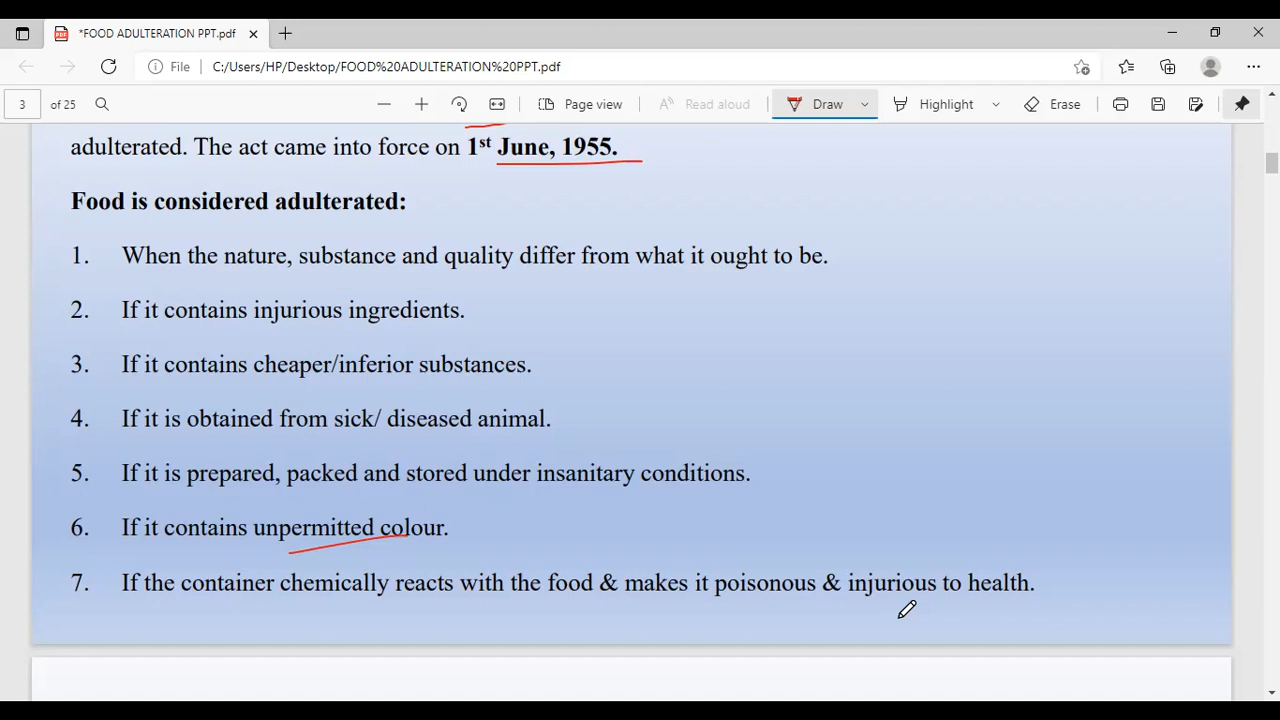 *FOOD ADULTERATION PPT.pdf
File C:/Users/HP/Desktop/FOOD%20ADULTERATION%20PPT.pdf
3 of 25 Page view Read aloud Draw Highlight Erase
adulterated. The act came into force on 1st June, 1955.
Food is considered adulterated:
1. When the nature, substance and quality differ from what it ought to be.
2. If it contains injurious ingredients.
3. If it contains cheaper/inferior substances.
4. If it is obtained from sick/ diseased animal.
5. If it is prepared, packed and stored under insanitary conditions.
6. If it contains unpermitted colour.
7. If the container chemically reacts with the food & makes it poisonous & injurious to health.